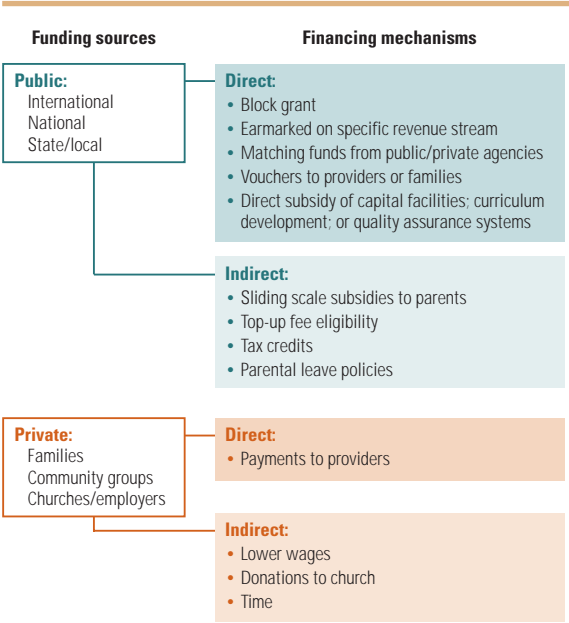 Funding sources
Financing mechanisms
Public:
International
National
State/local
Direct:
• Block grant
• Earmarked on specific revenue stream
• Matching funds from public/private agencies
• Vouchers to providers or families
• Direct subsidy of capital facilities; curriculum
development; or quality assurance systems
Indirect:
• Sliding scale subsidies to parents
• Top-up fee eligibility
• Tax credits
• Parental leave policies
Private:
Families
Community groups
Churches/employers
Direct:
• Payments to providers
Indirect:
• Lower wages
• Donations to church
• Time